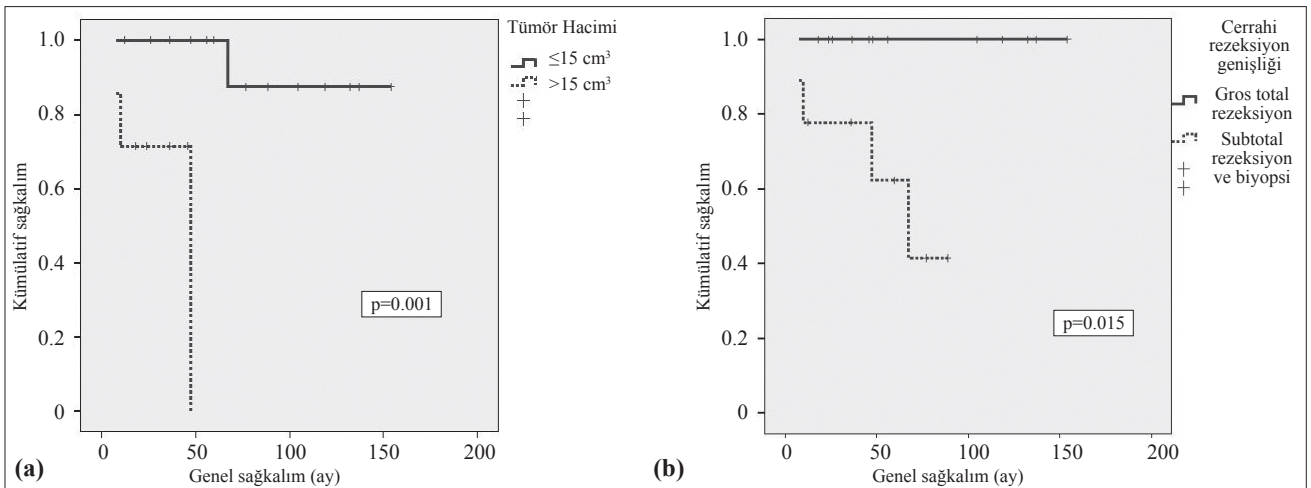 Tümör Hacimi
≤15 cm³
>15 cm³
1.0
0.8
0.6
0.4
0.2
0
Kümülatif sağkalım
p=0.001
0 50 100 150 200
Genel sağkalım (ay)
(a)
Cerrahi
rezeksiyon
genişliği
Gros total
rezeksiyon
Subtotal
rezeksiyon
ve biyopsi
1.0
0.8
0.6
0.4
0.2
0
Kümülatif sağkalım
p=0.015
0 50 100 150 200
Genel sağkalım (ay)
(b)